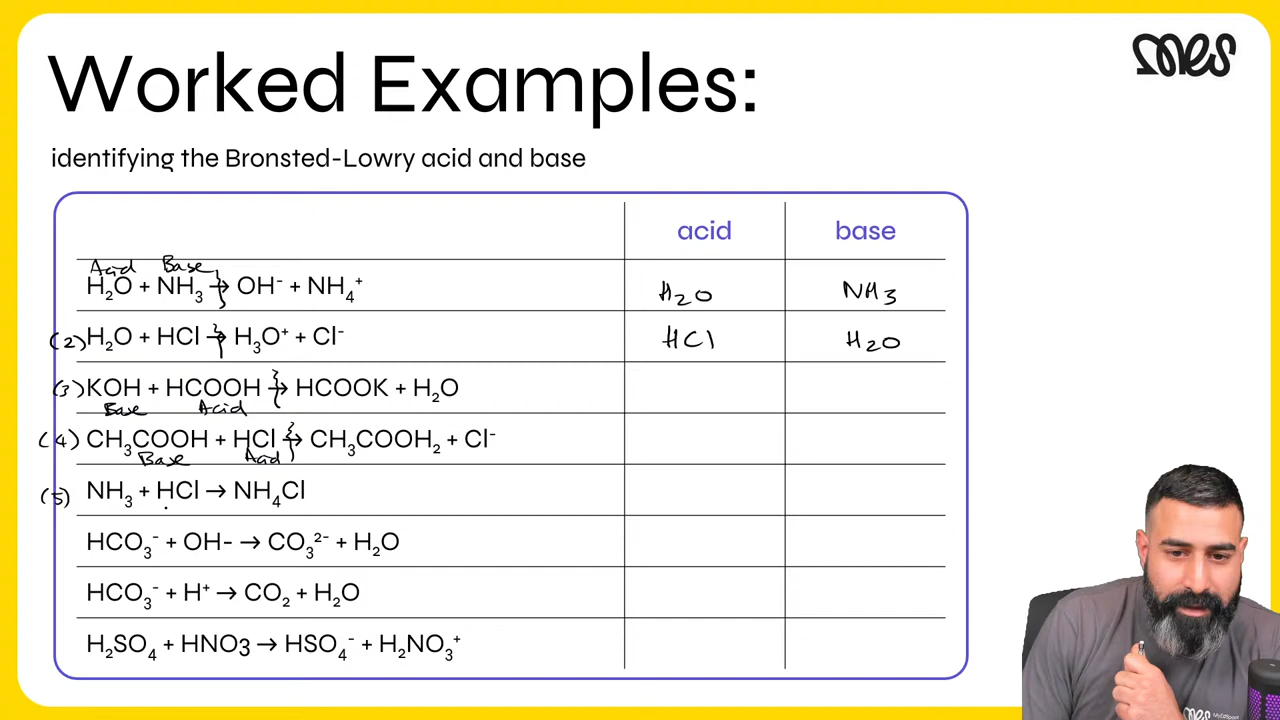 Worked Examples:
mes
identifying the Bronsted-Lowry acid and base
acid base
Acid Base
H₂O + NH₃ → OH⁻ + NH₄⁺ H₂O NH₃
(2) H₂O + HCl → H₃O⁺ + Cl⁻ HCl H₂O
(3) KOH + HCOOH → HCOOK + H₂O
Base Acid
(4) CH₃COOH + HCl → CH₃COOH₂ + Cl⁻
Base Acid
(5) NH₃ + HCl → NH₄Cl
HCO₃⁻ + OH- → CO₃²⁻ + H₂O
HCO₃⁻ + H⁺ → CO₂ + H₂O
H₂SO₄ + HNO3 → HSO₄⁻ + H₂NO₃⁺
mes